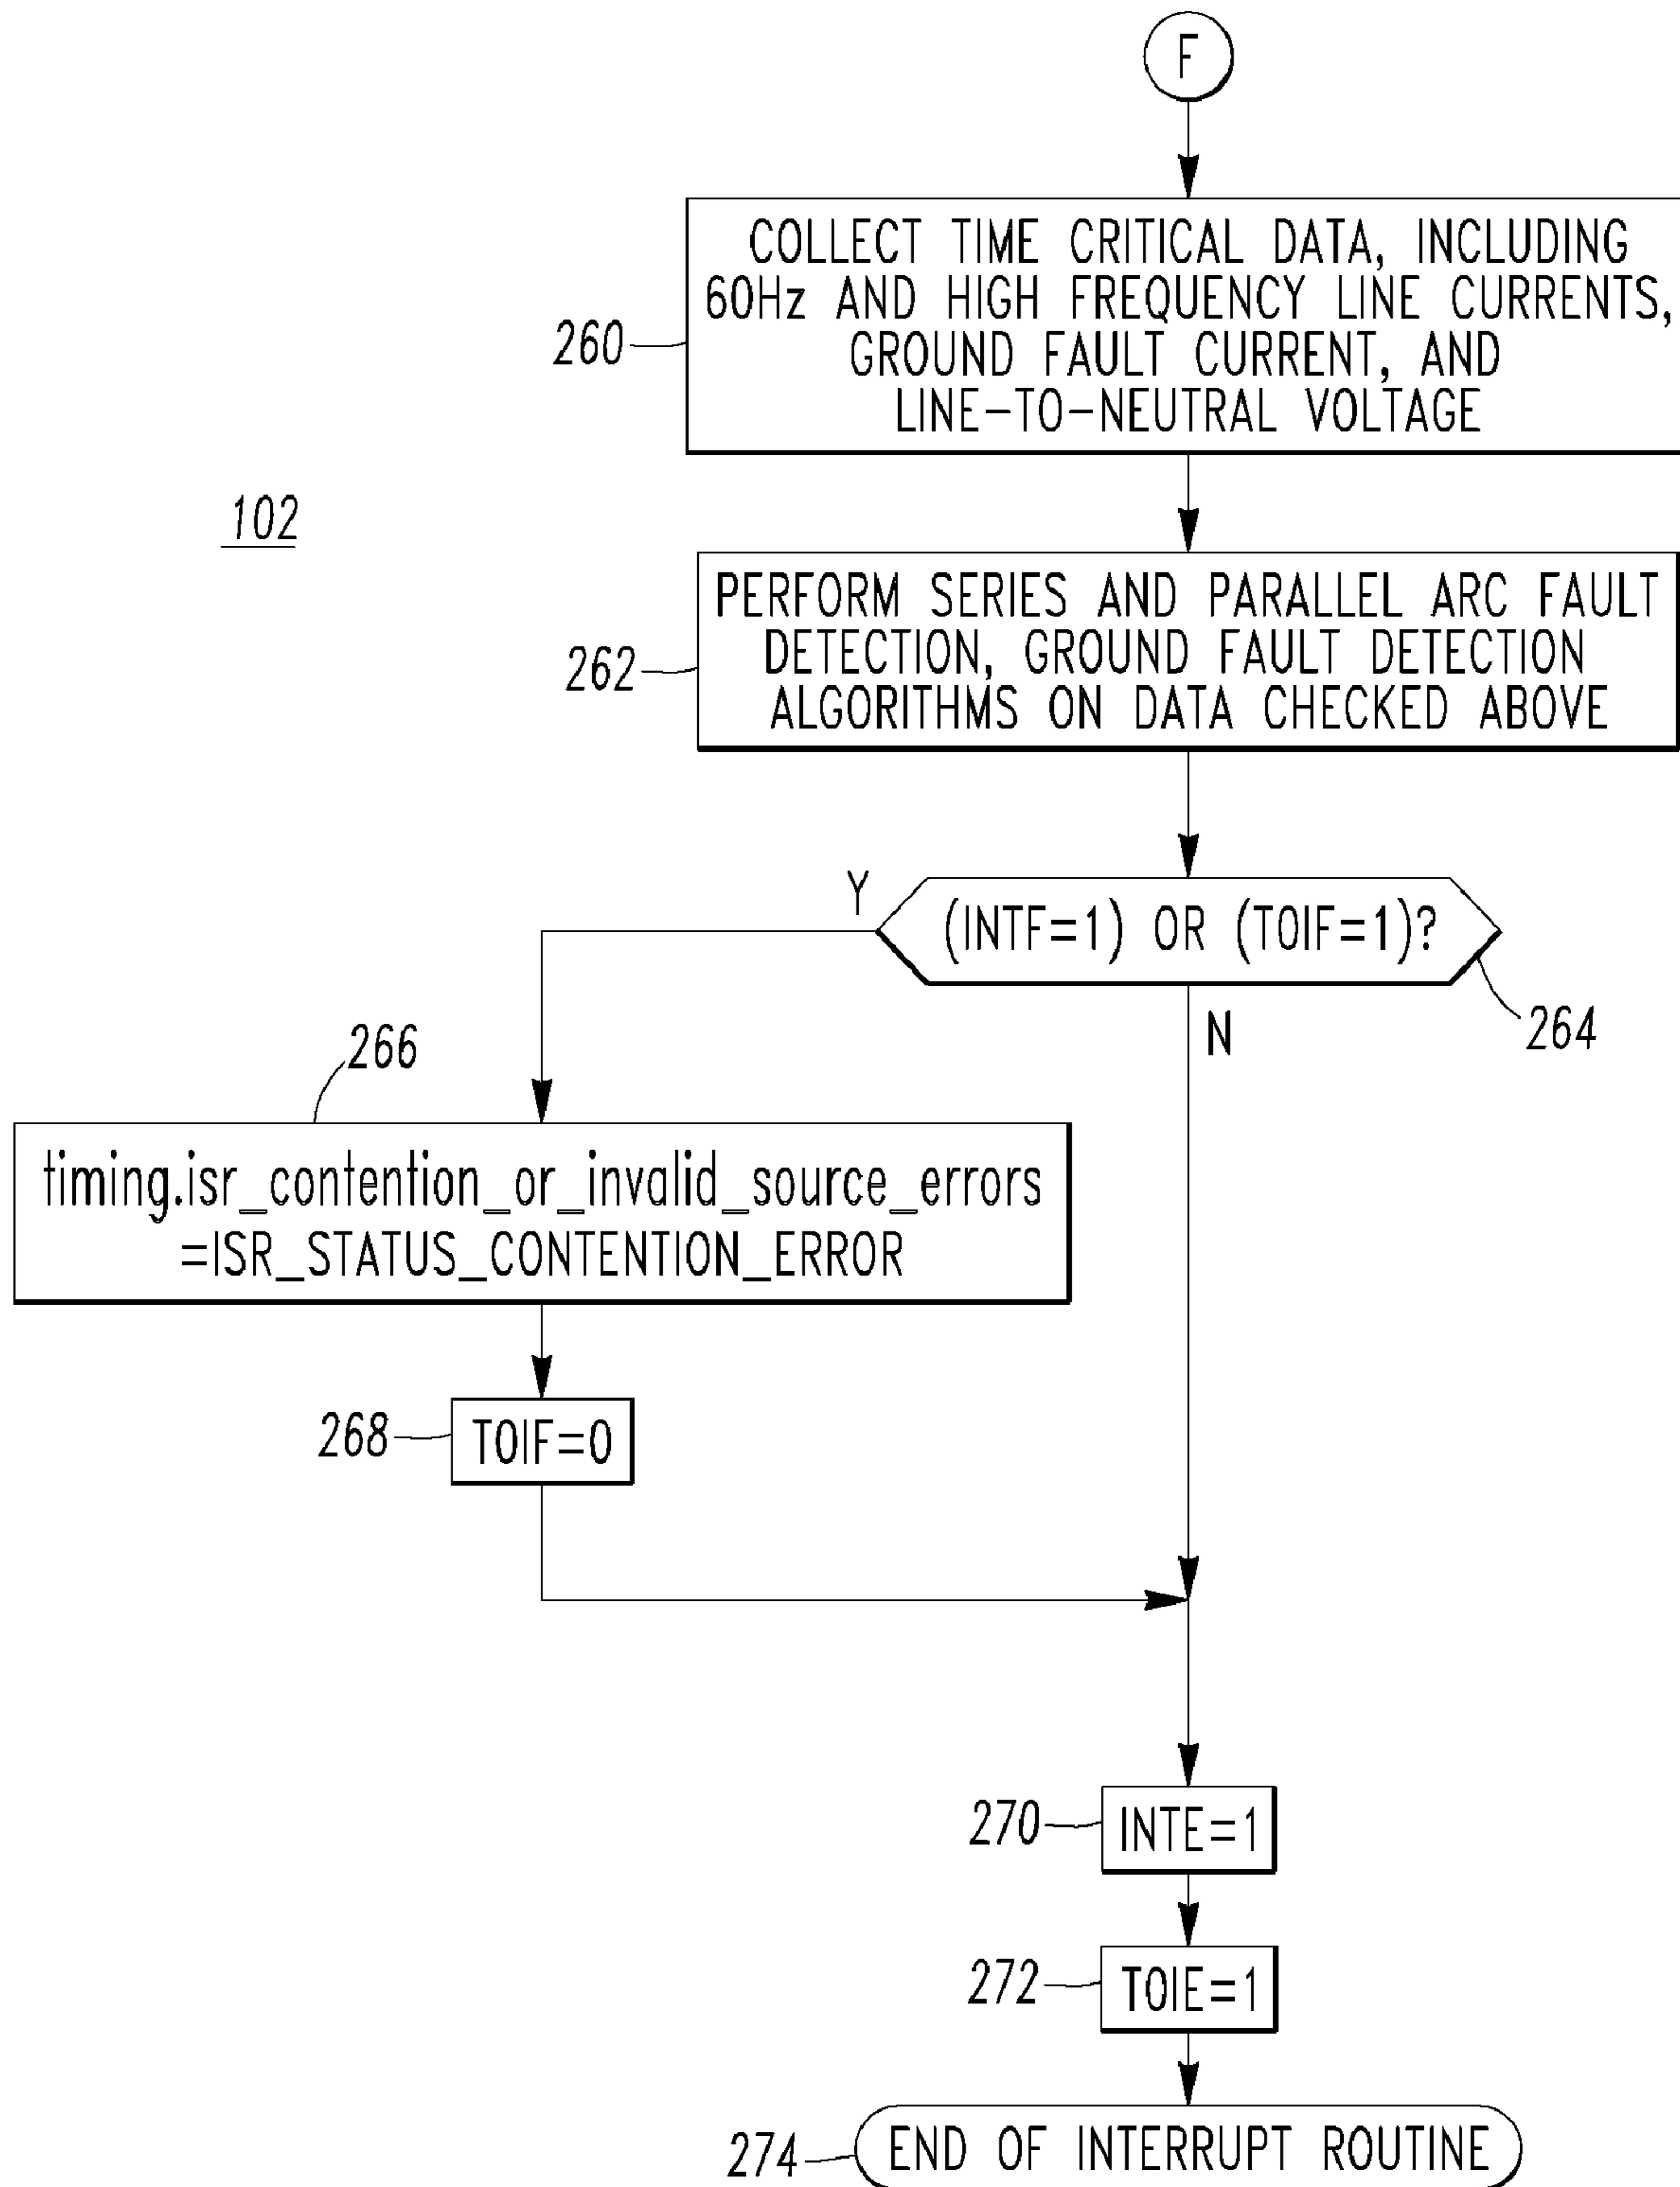 F
COLLECT TIME CRITICAL DATA, INCLUDING
60Hz AND HIGH FREQUENCY LINE CURRENTS,
GROUND FAULT CURRENT, AND
LINE-TO-NEUTRAL VOLTAGE
260
102
PERFORM SERIES AND PARALLEL ARC FAULT
DETECTION, GROUND FAULT DETECTION
ALGORITHMS ON DATA CHECKED ABOVE
262
Y
(INTF=1) OR (TOIF=1)?
264
N
266
timing.isr_contention_or_invalid_source_errors
=ISR_STATUS_CONTENTION_ERROR
268
TOIF=0
270
INTE=1
272
TOIE=1
274
END OF INTERRUPT ROUTINE